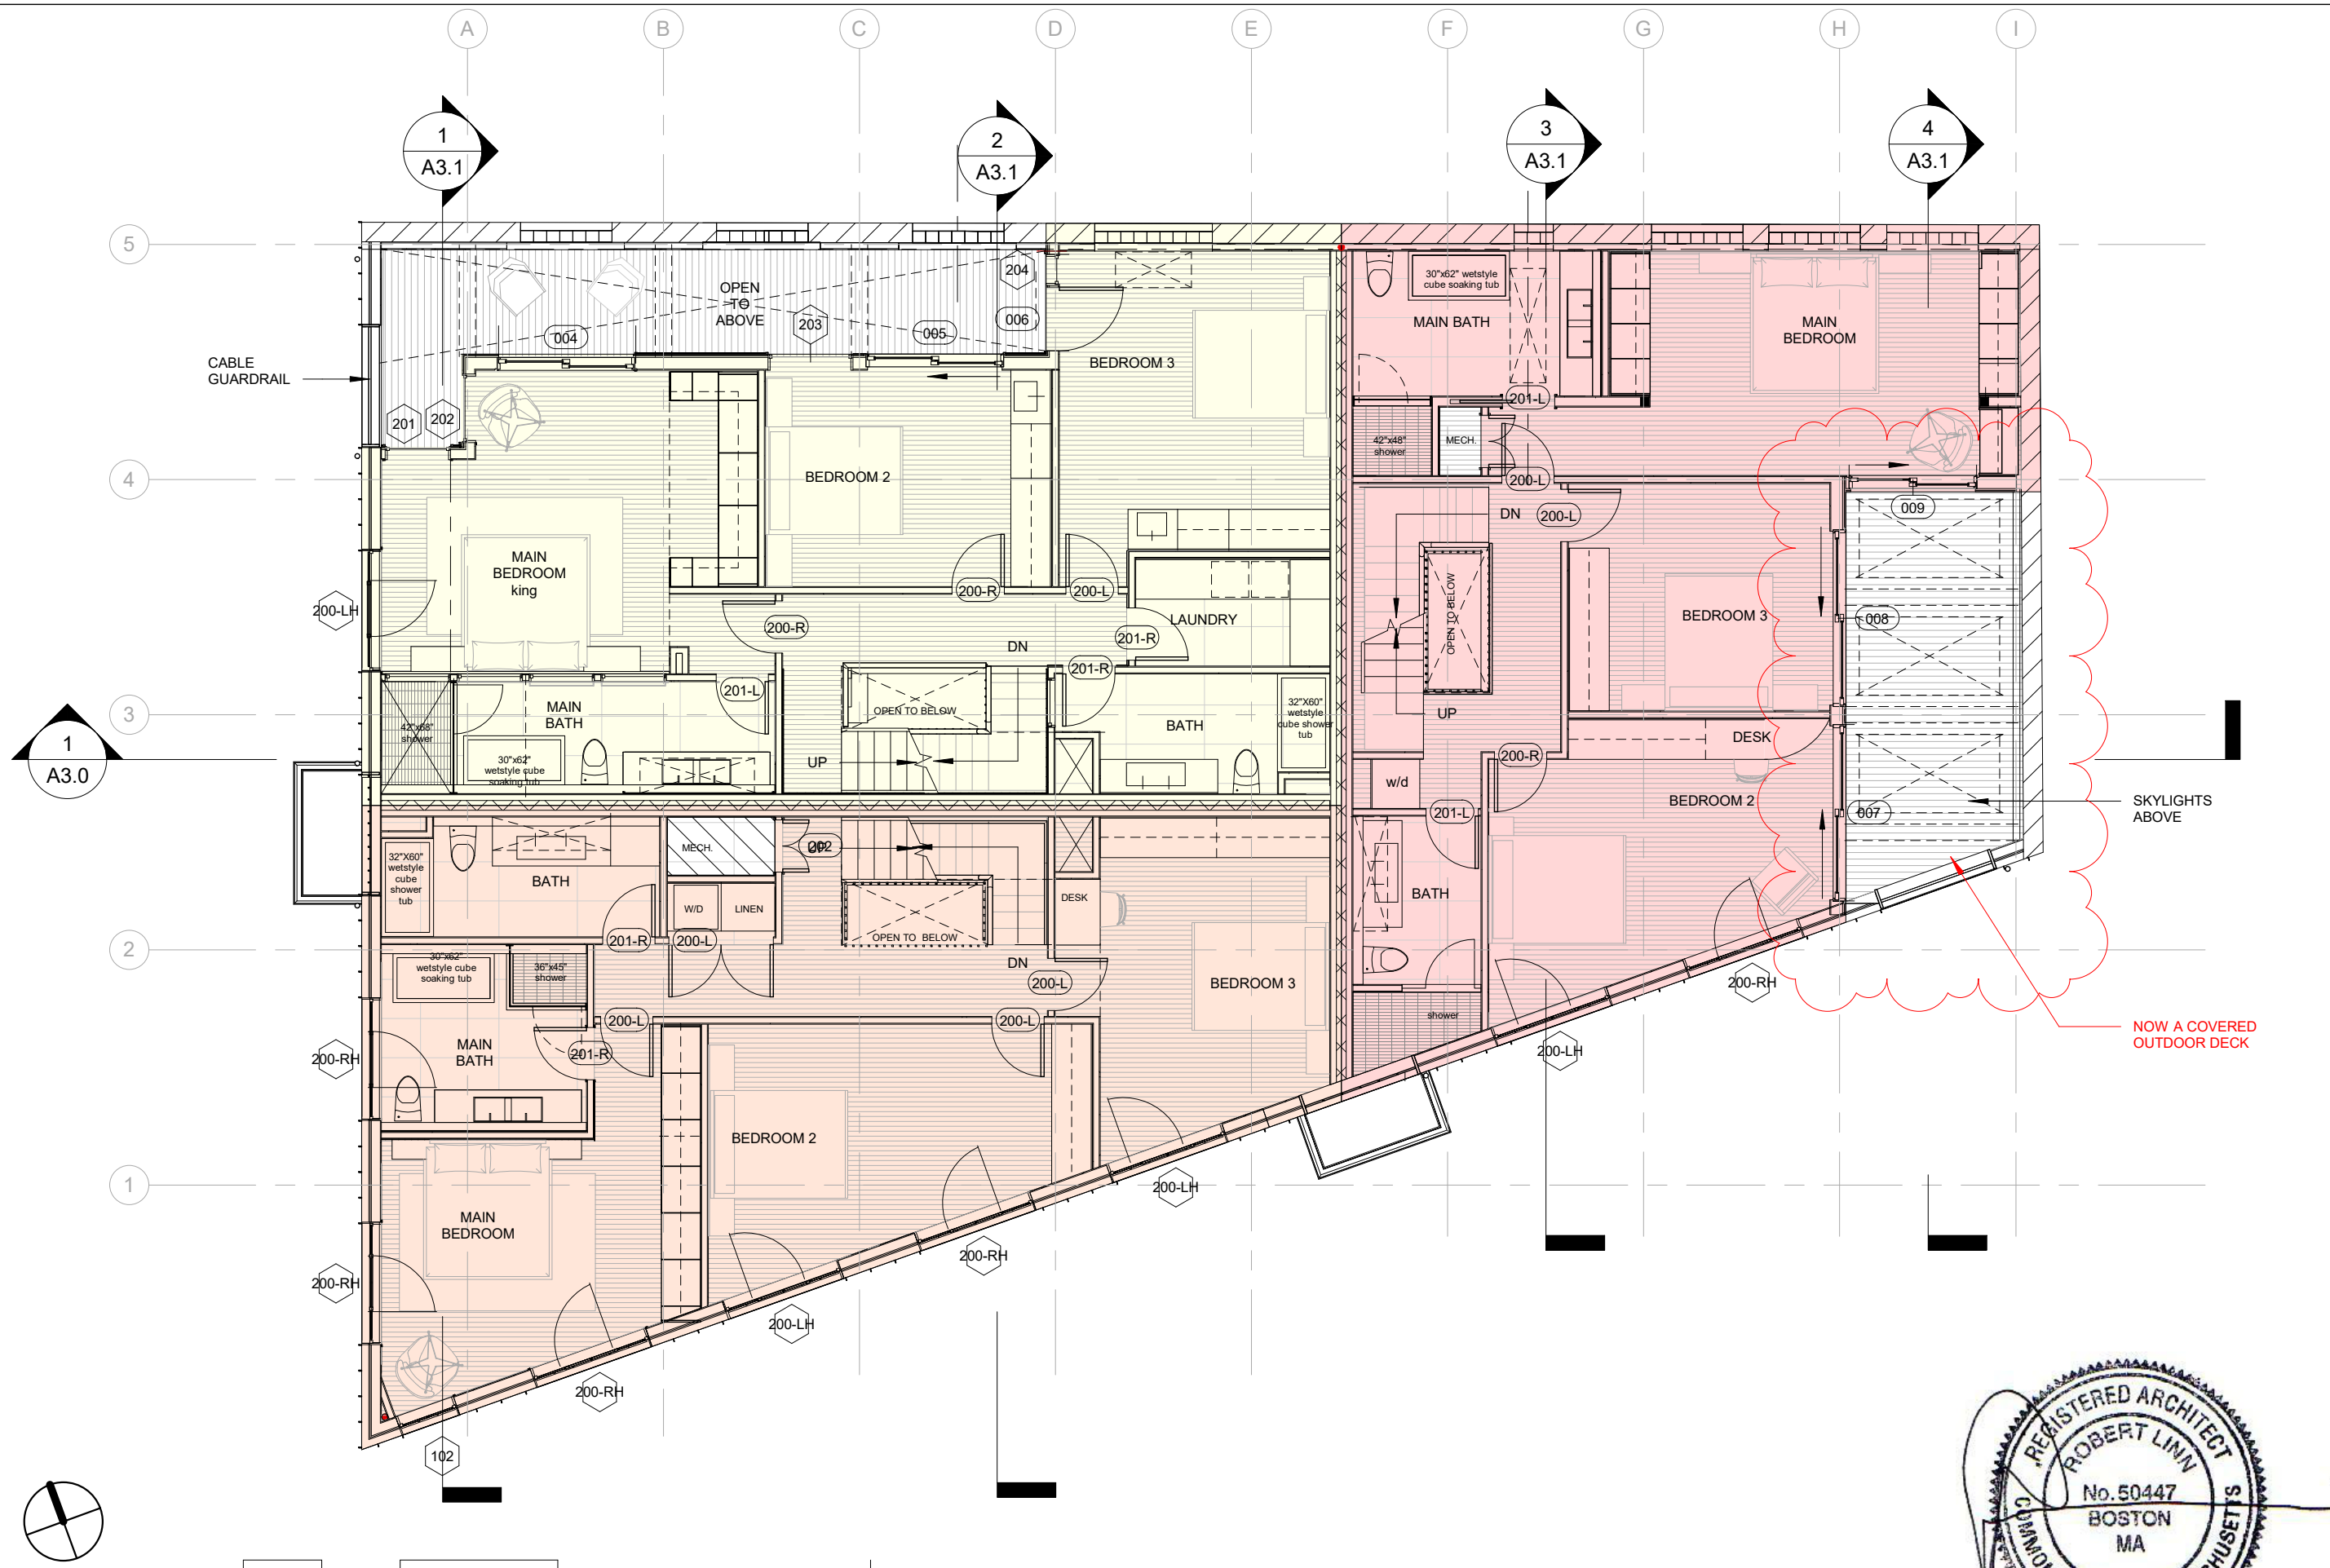 A B C D E F G H I
1
A3.1
2
A3.1
3
A3.1
4
A3.1
5
4
3
2
1
1
A3.0
CABLE
GUARDRAIL
OPEN
TO
ABOVE
004
203
005
204
006
201
202
MAIN
BEDROOM
king
200-LH
BEDROOM 2
BEDROOM 3
200-R
200-L
200-R
LAUNDRY
201-R
DN
201-R
201-L
MAIN
BATH
42"x68"
shower
30"x62"
wetstyle cube
soaking tub
OPEN TO BELOW
UP
BATH
32"X60"
wetstyle
cube shower
tub
MAIN BATH
30"x62" wetstyle
cube soaking tub
201-L
42"x48"
shower
MECH.
200-L
MAIN
BEDROOM
009
DN
200-L
OPEN TO BELOW
UP
BEDROOM 3
008
DESK
200-R
w/d
BEDROOM 2
007
201-L
BATH
shower
200-RH
200-LH
SKYLIGHTS
ABOVE
NOW A COVERED
OUTDOOR DECK
32"X60"
wetstyle
cube
shower
tub
BATH
MECH.
UP
202
W/D
LINEN
201-R
200-L
OPEN TO BELOW
DN
DESK
200-L
BEDROOM 3
30"x62"
wetstyle cube
soaking tub
36"x45"
shower
200-L
200-L
MAIN
BATH
201-R
200-RH
BEDROOM 2
MAIN
BEDROOM
200-RH
200-LH
200-RH
200-LH
200-RH
102
REGISTERED ARCHITECT
ROBERT LINN
No. 50447
BOSTON
MA